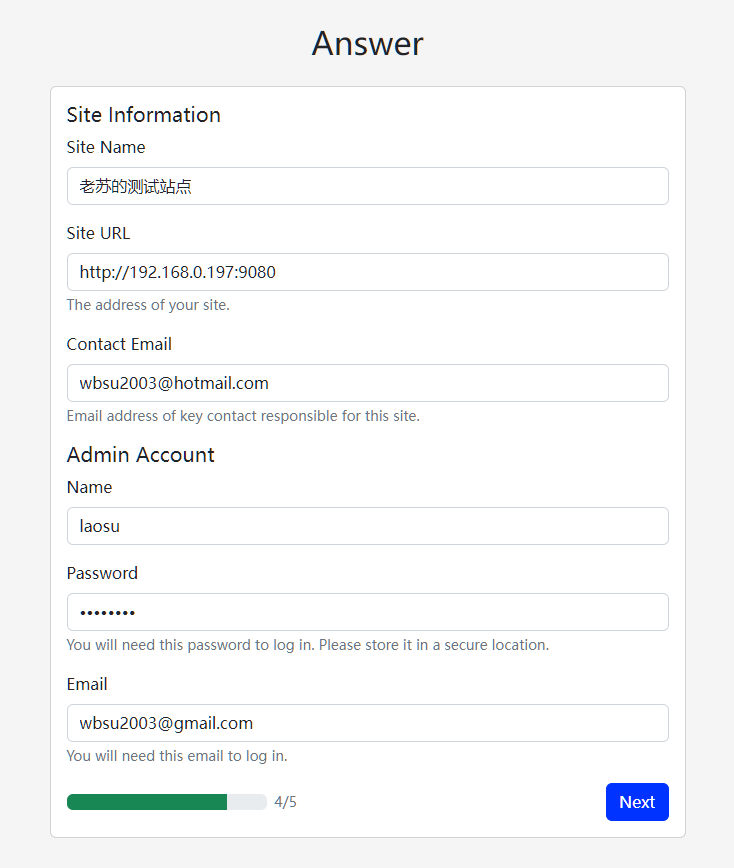 Answer
Site Information
Site Name
老苏的测试站点
Site URL
http://192.168.0.197:9080
The address of your site.
Contact Email
wbsu2003@hotmail.com
Email address of key contact responsible for this site.
Admin Account
Name
laosu
Password
••••••••
You will need this password to log in. Please store it in a secure location.
Email
wbsu2003@gmail.com
You will need this email to log in.
4/5
Next